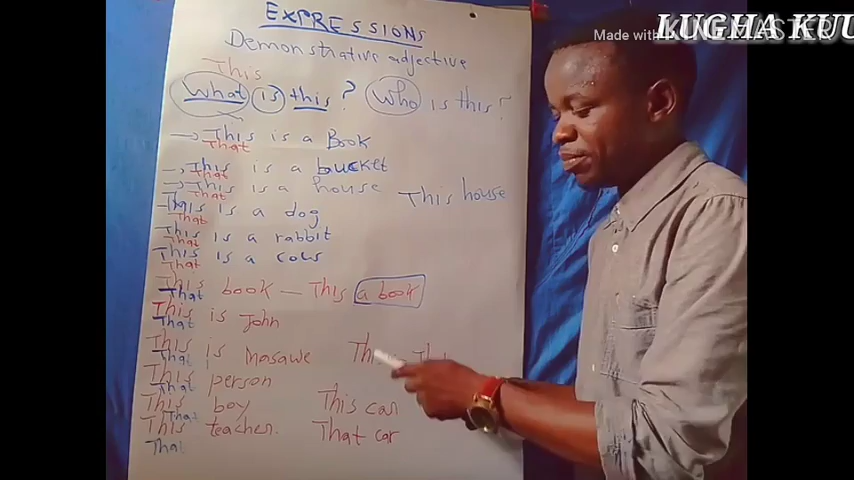 EXPRESSIONS
Demonstrative adjective
This
What is this? Who is this?
→ This is a Book
That
→ This is a bucket
That
→ This is a house This house
That
This is a dog
That
This is a rabbit
That
This is a cow
That
This book — This a book
That
This is John
That
This is masawe
That
This person
That
This boy This car
That
This teacher. That car
That
Made with KINEMASTER
LUGHA KUU